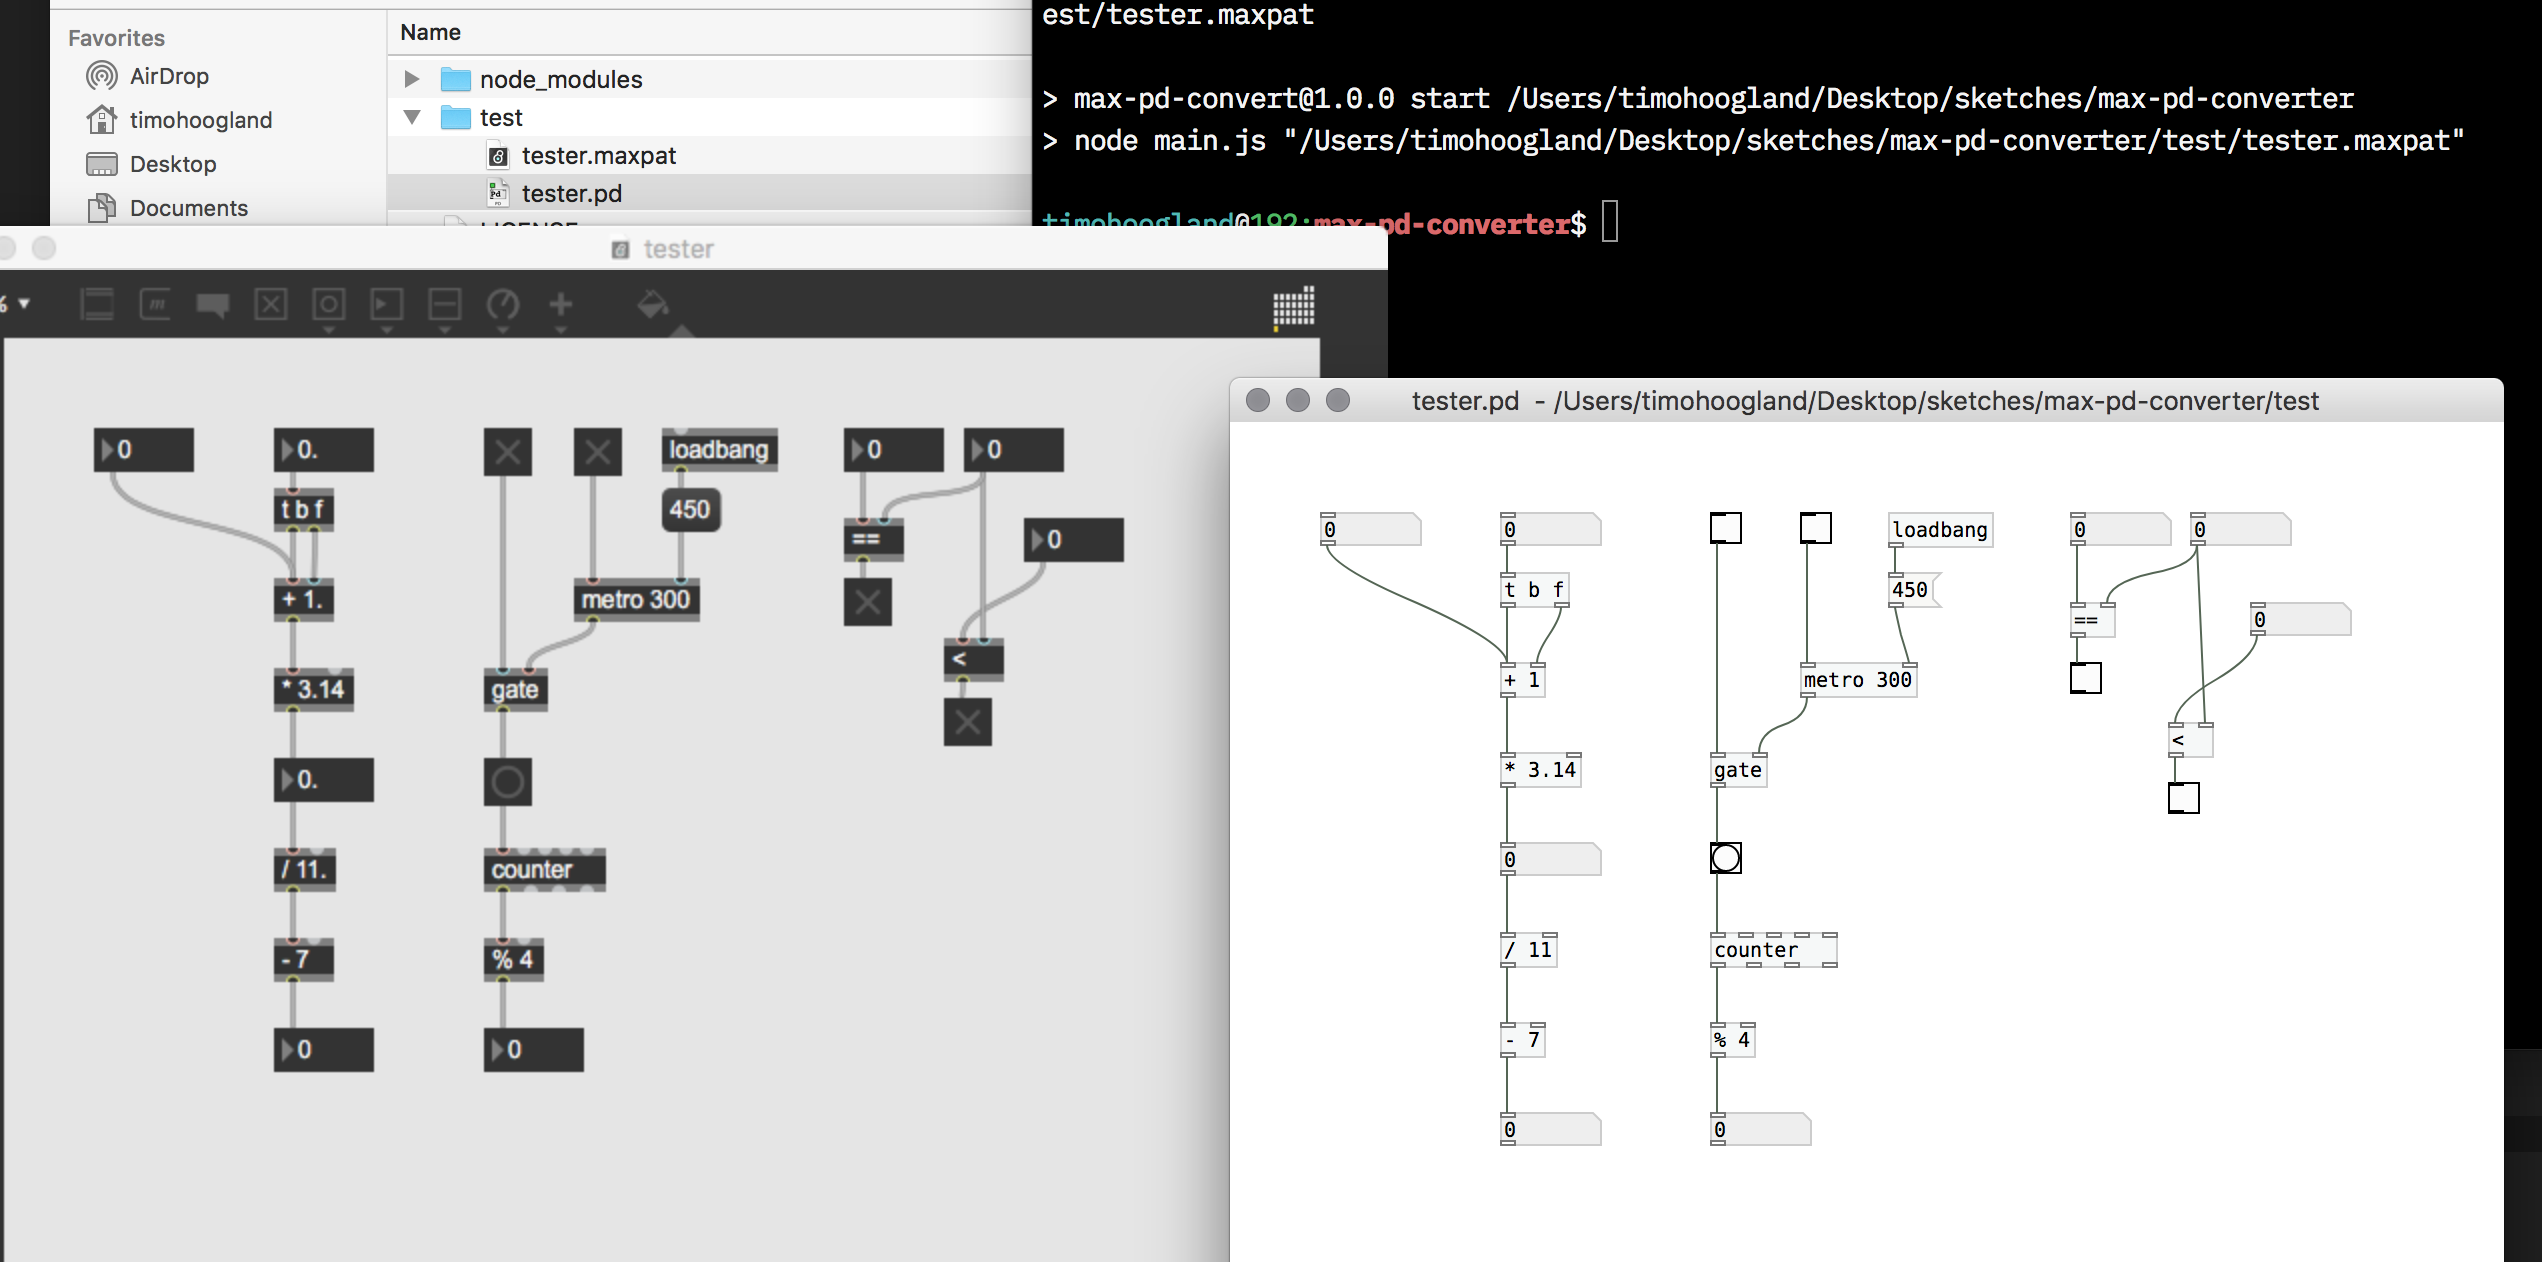 Favorites
AirDrop
timohoogland
Desktop
Documents
Name
node_modules
test
tester.maxpat
tester.pd
est/tester.maxpat
> max-pd-convert@1.0.0 start /Users/timohoogland/Desktop/sketches/max-pd-converter
> node main.js "/Users/timohoogland/Desktop/sketches/max-pd-converter/test/tester.maxpat"
timohoogland@192:max-pd-converter$
tester
%
0
0.
loadbang
0
0
t b f
450
==
0
+ 1.
metro 300
<
* 3.14
gate
0.
/ 11.
counter
- 7
% 4
0
0
tester.pd - /Users/timohoogland/Desktop/sketches/max-pd-converter/test
0
0
loadbang
0
0
t b f
450
==
0
+ 1
metro 300
<
* 3.14
gate
0
/ 11
counter
- 7
% 4
0
0